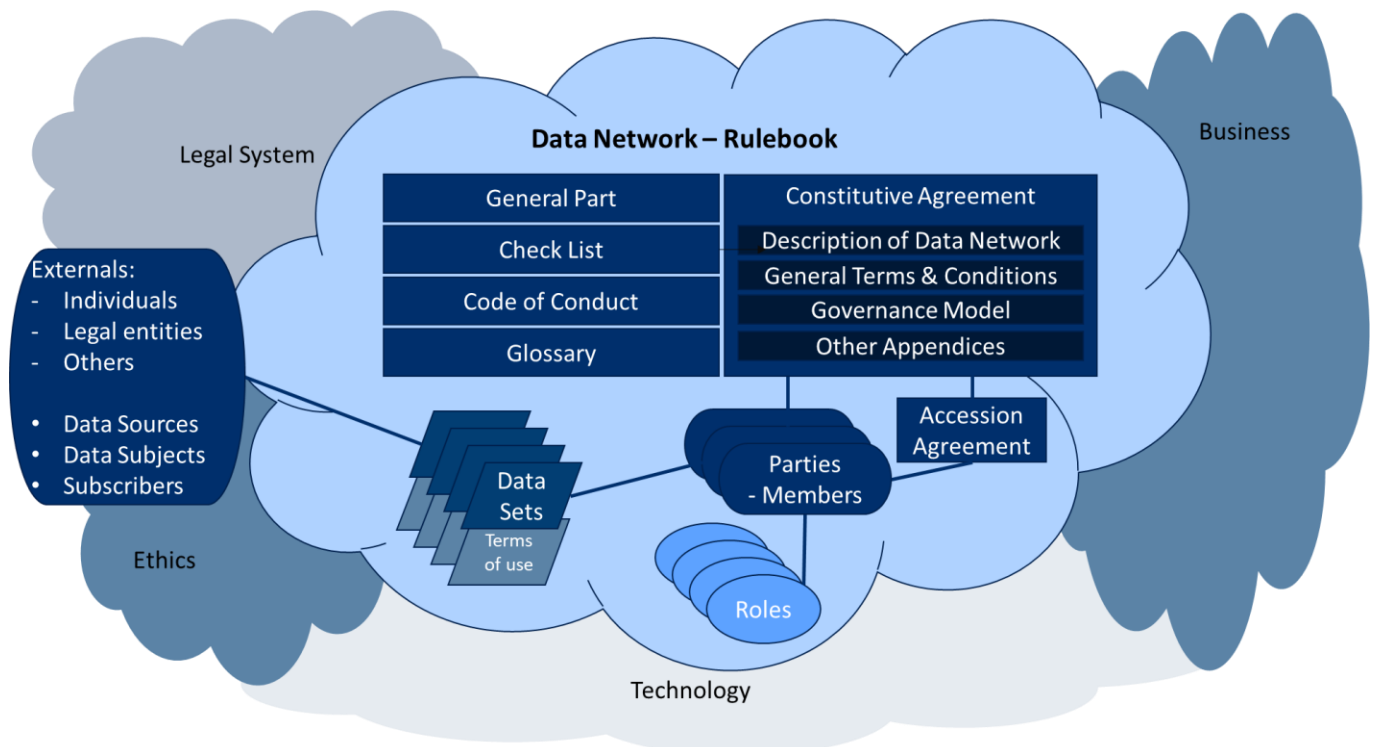 Data Network – Rulebook
Legal System
Business
General Part
Check List
Code of Conduct
Glossary
Constitutive Agreement
Description of Data Network
General Terms & Conditions
Governance Model
Other Appendices
Externals:
- Individuals
- Legal entities
- Others
• Data Sources
• Data Subjects
• Subscribers
Accession
Agreement
Parties
- Members
Data
Sets
Terms
of use
Roles
Ethics
Technology